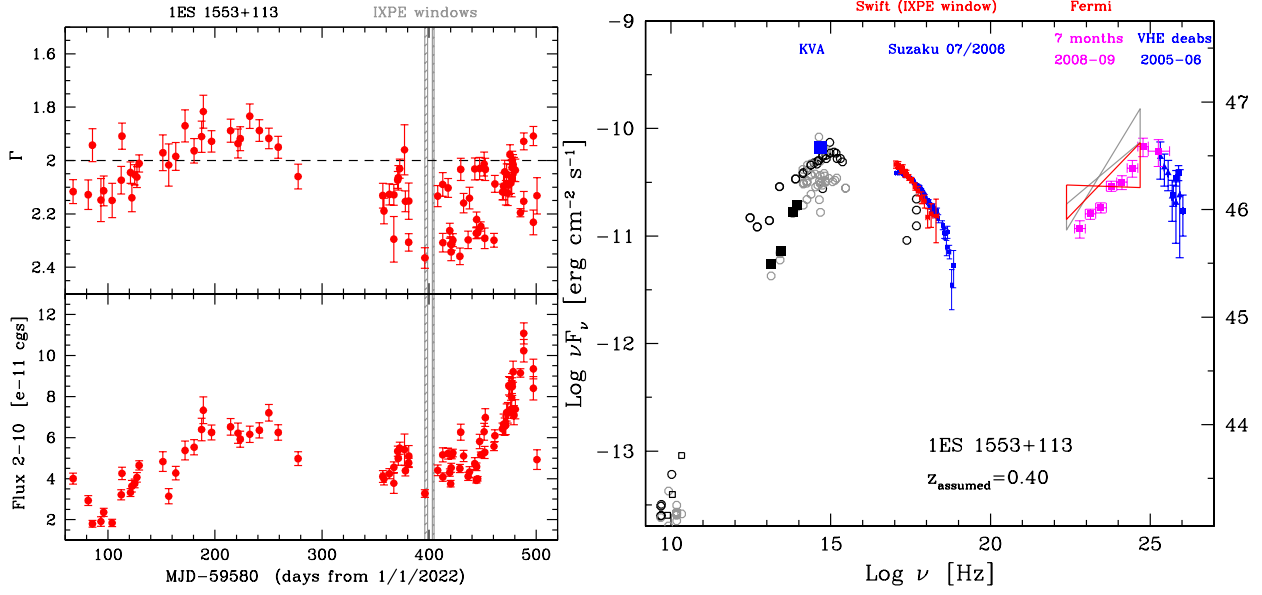 1ES 1553+113
IXPE windows
1.6
1.8
2
2.2
2.4
Γ
12
10
8
6
4
2
Flux 2-10 [e-11 cgs]
100
200
300
400
500
MJD-59580 (days from 1/1/2022)
Swift (IXPE window)
Fermi
KVA
Suzaku 07/2006
7 months
2008-09
VHE deabs
2005-06
-9
-10
-11
-12
-13
Log νFν [erg cm−2 s−1]
47
46
45
44
1ES 1553+113
zassumed=0.40
10
15
20
25
Log ν [Hz]